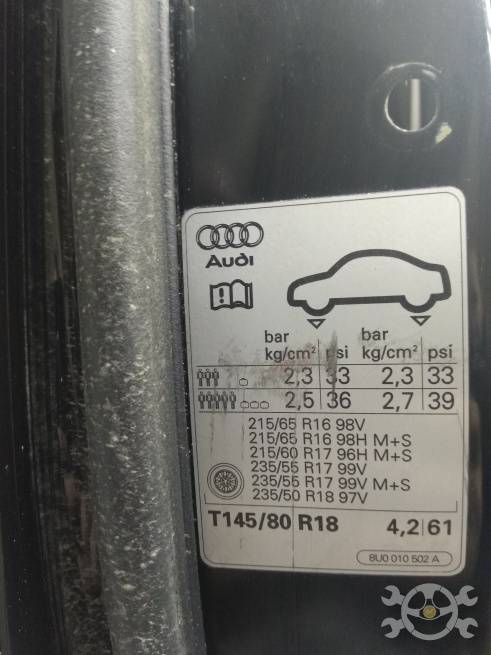 Audi
bar bar
kg/cm² psi kg/cm² psi
2,3 33 2,3 33
2,5 36 2,7 39
215/65 R16 98V
215/65 R16 98H M+S
215/60 R17 96H M+S
235/55 R17 99V
235/55 R17 99V M+S
235/50 R18 97V
T145/80 R18 4,2 61
8U0 010 502 A